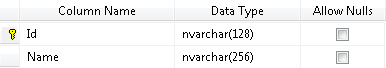 Column Name Data Type Allow Nulls
Id nvarchar(128)
Name nvarchar(256)